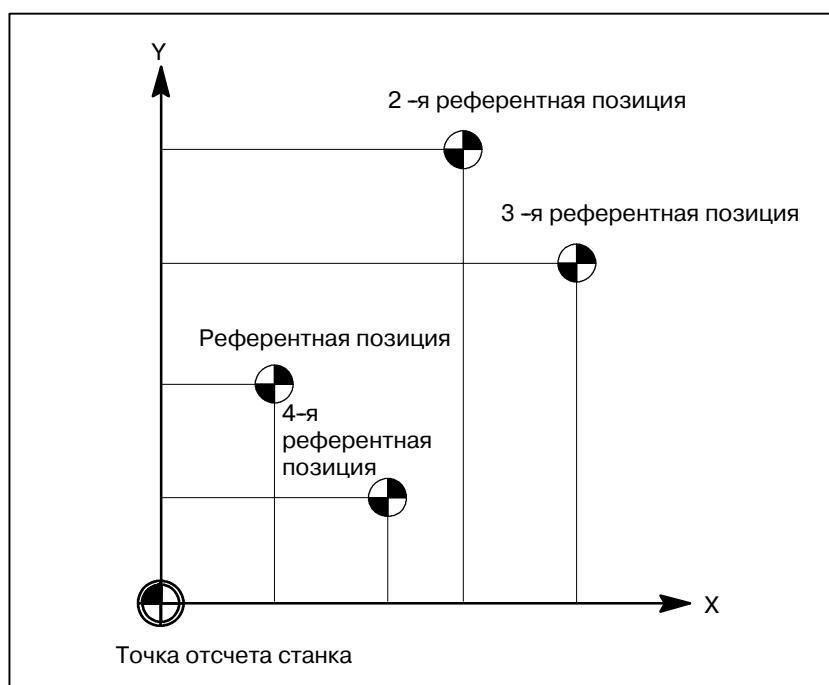 Y
2 -я референтная позиция
3 -я референтная позиция
Референтная позиция
4-я
референтная
позиция
X
Точка отсчета станка